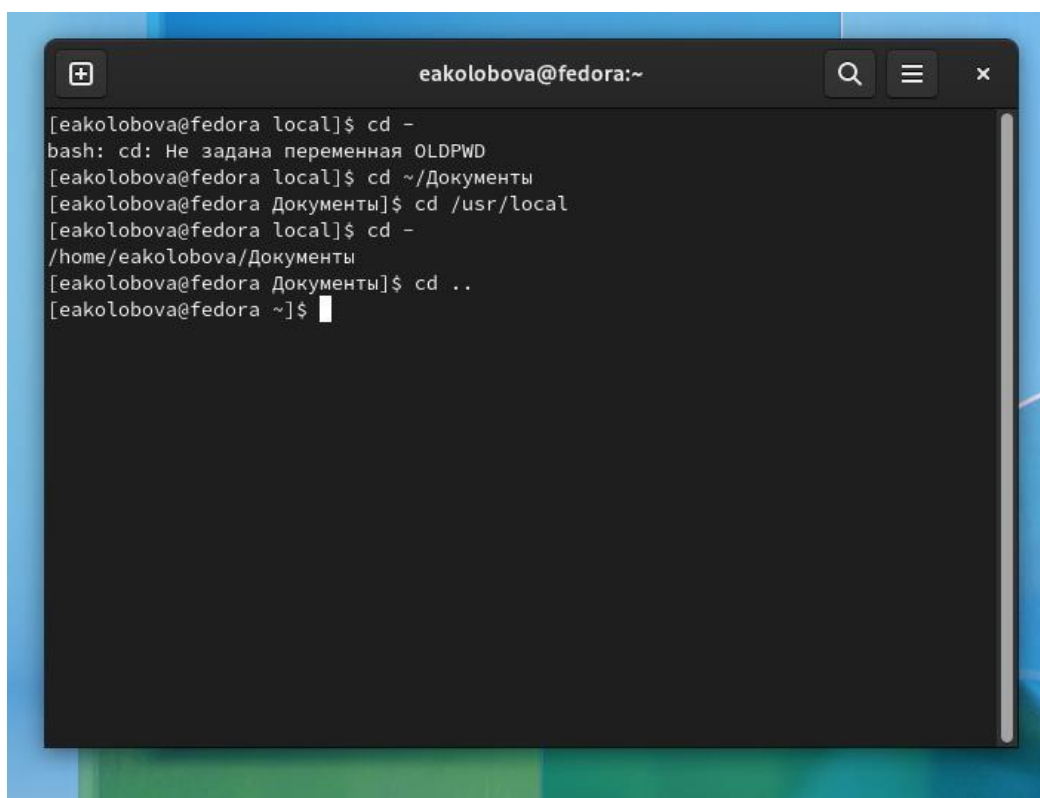 eakolobova@fedora:~
[eakolobova@fedora local]$ cd -
bash: cd: Не задана переменная OLDPWD
[eakolobova@fedora local]$ cd ~/Документы
[eakolobova@fedora Документы]$ cd /usr/local
[eakolobova@fedora local]$ cd -
/home/eakolobova/Документы
[eakolobova@fedora Документы]$ cd ..
[eakolobova@fedora ~]$